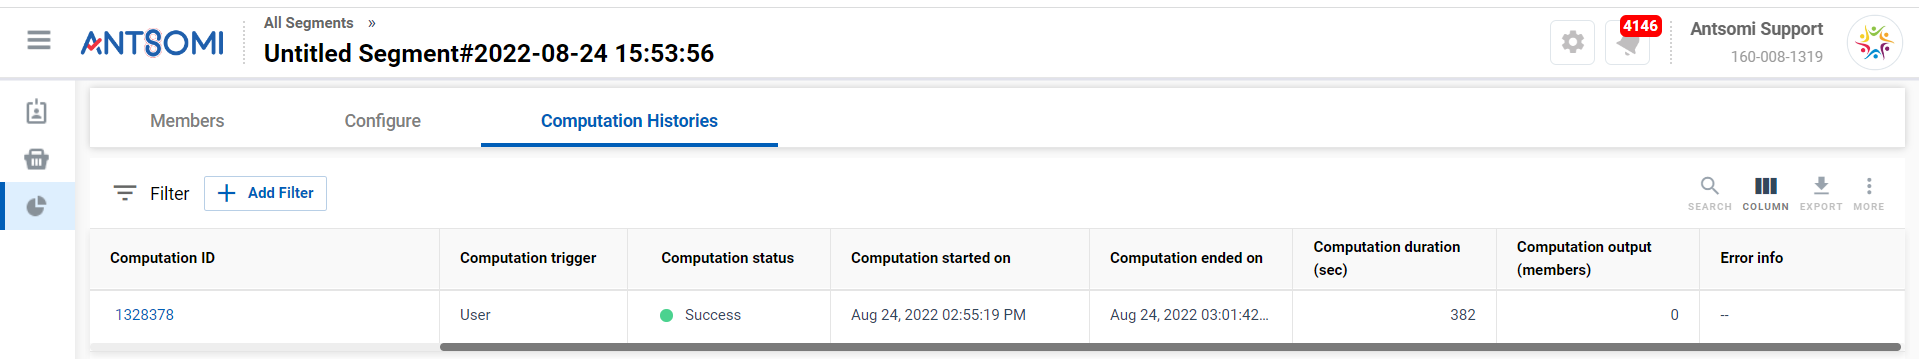 ANTSOMI
All Segments »
Untitled Segment#2022-08-24 15:53:56
4146
Antsomi Support
160-008-1319
Members Configure Computation Histories
Filter + Add Filter
SEARCH COLUMN EXPORT MORE
Computation ID Computation trigger Computation status Computation started on Computation ended on Computation duration (sec) Computation output (members) Error info
1328378 User Success Aug 24, 2022 02:55:19 PM Aug 24, 2022 03:01:42... 382 0 --